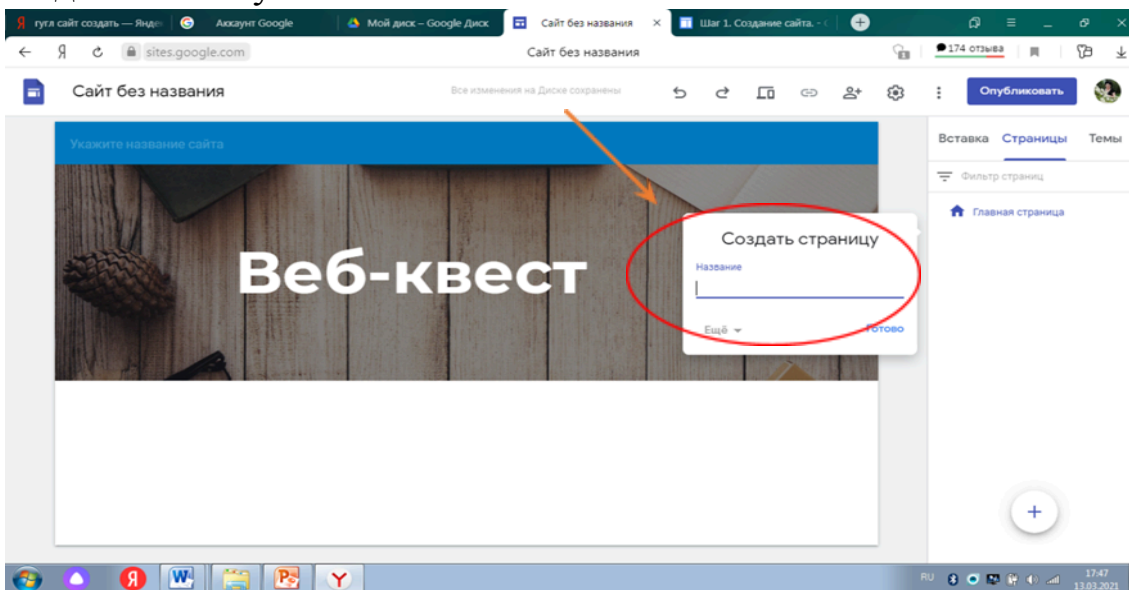 гугл сайт создать — Янде
Аккаунт Google
Мой диск – Google Диск
Сайт без названия
Шаг 1. Создание сайта. -
sites.google.com
Сайт без названия
174 отзыва
Сайт без названия
Все изменения на Диске сохранены
Опубликовать
Укажите название сайта
Вставка Страницы Темы
Фильтр страниц
Главная страница
Веб-квест
Создать страницу
Название
Ещё
Готово
RU
17:47
13.03.2021